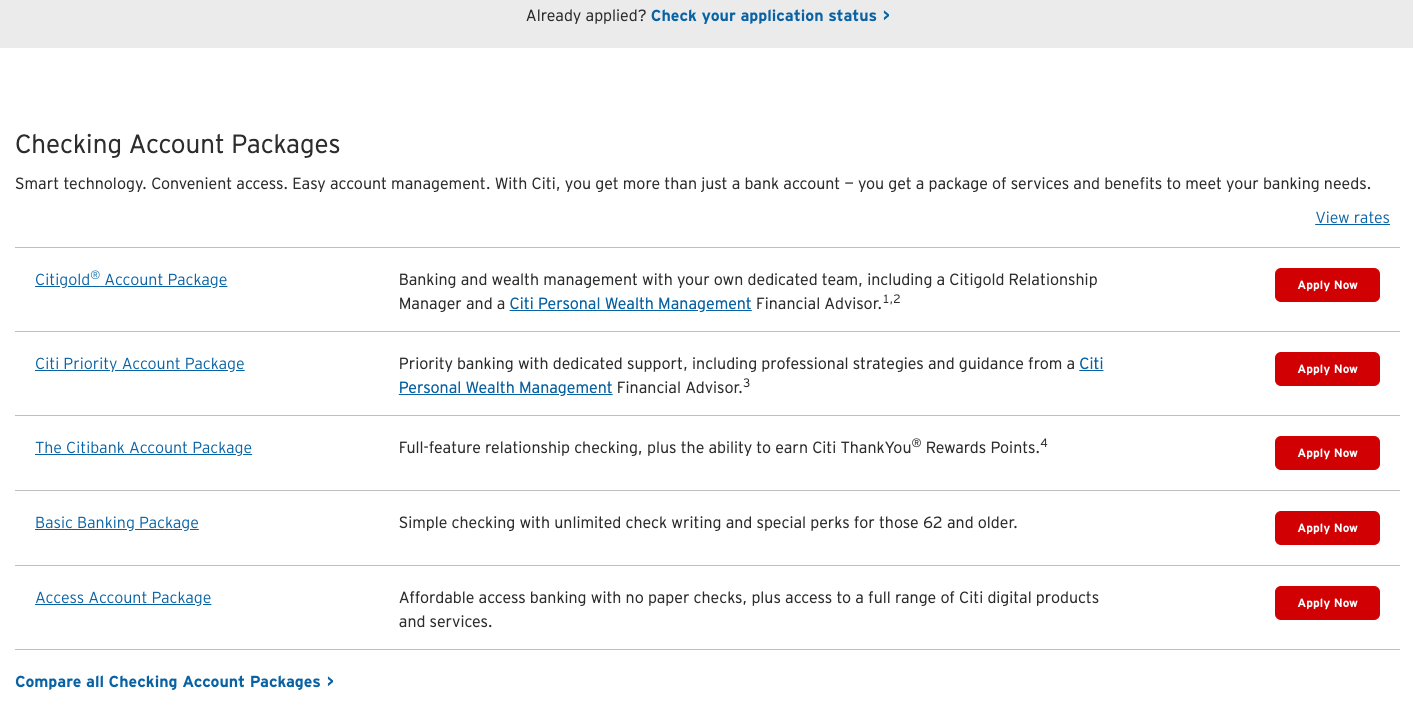 Already applied? Check your application status >
Checking Account Packages
Smart technology. Convenient access. Easy account management. With Citi, you get more than just a bank account – you get a package of services and benefits to meet your banking needs.
View rates
Citigold® Account Package
Banking and wealth management with your own dedicated team, including a Citigold Relationship
Manager and a Citi Personal Wealth Management Financial Advisor.1,2
Apply Now
Citi Priority Account Package
Priority banking with dedicated support, including professional strategies and guidance from a Citi
Personal Wealth Management Financial Advisor.3
Apply Now
The Citibank Account Package
Full-feature relationship checking, plus the ability to earn Citi ThankYou® Rewards Points.4
Apply Now
Basic Banking Package
Simple checking with unlimited check writing and special perks for those 62 and older.
Apply Now
Access Account Package
Affordable access banking with no paper checks, plus access to a full range of Citi digital products
and services.
Apply Now
Compare all Checking Account Packages >